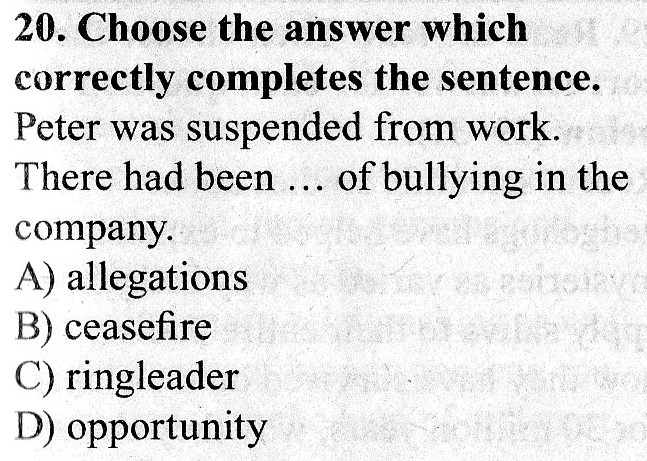 20. Choose the answer which
correctly completes the sentence.
Peter was suspended from work.
There had been … of bullying in the
company.
A) allegations
B) ceasefire
C) ringleader
D) opportunity